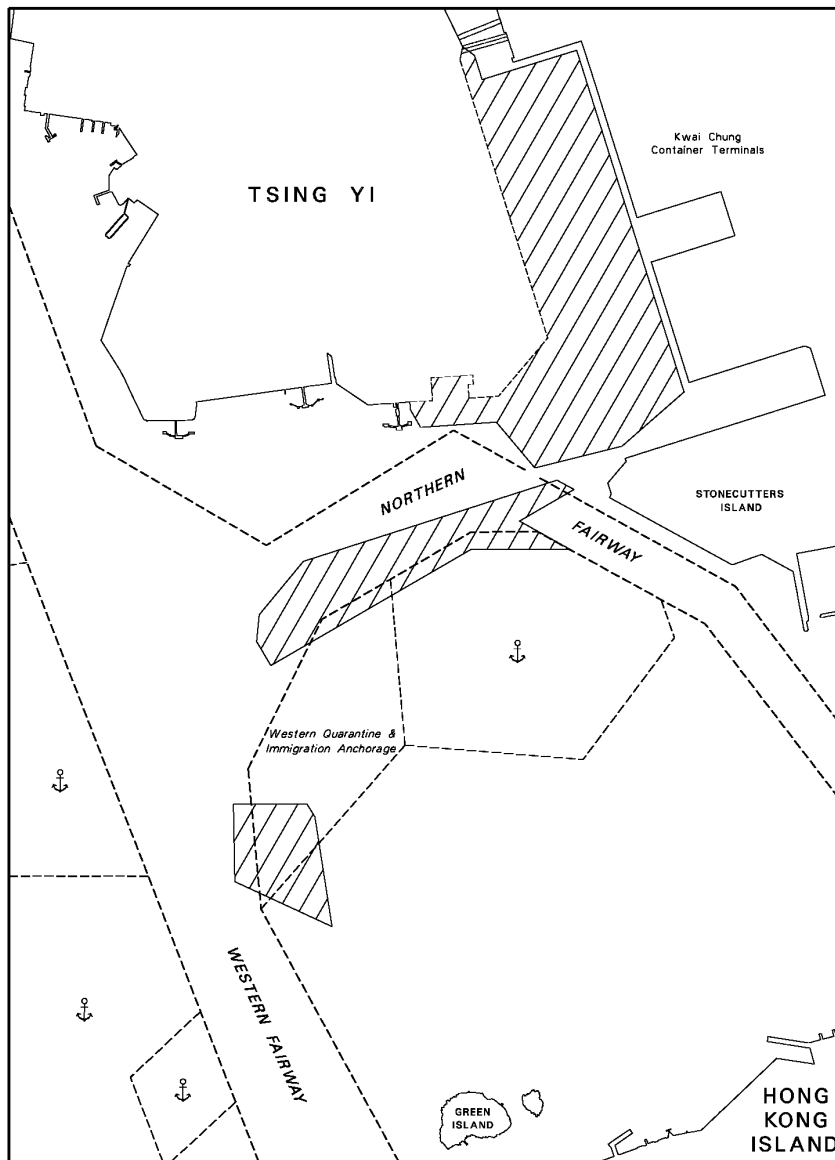 Kwai Chung
Container Terminals
TSING YI
NORTHERN
FAIRWAY
STONECUTTERS
ISLAND
Western Quarantine &
Immigration Anchorage
WESTERN FAIRWAY
GREEN
ISLAND
HONG
KONG
ISLAND